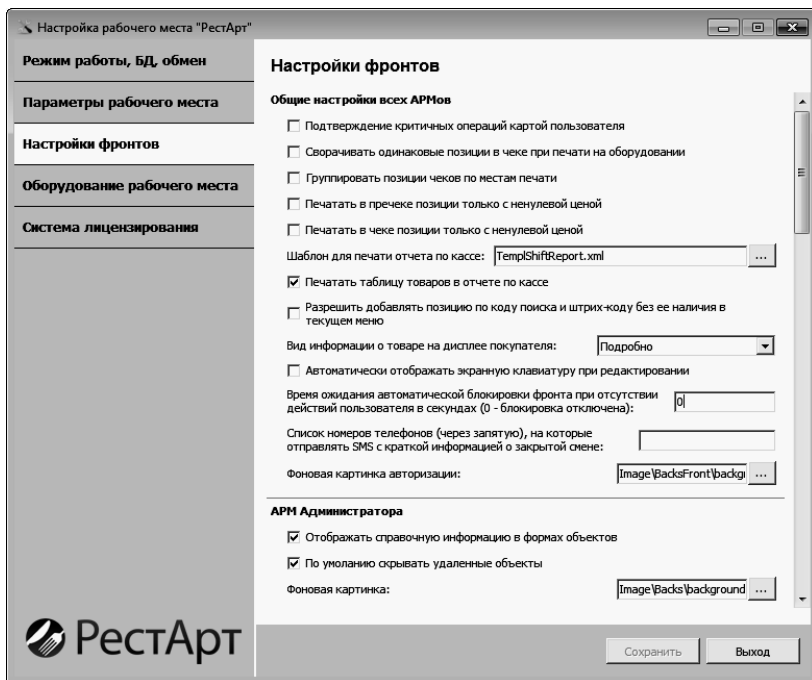 Настройка рабочего места "РестАрт"
Режим работы, БД, обмен
Параметры рабочего места
Настройки фронтов
Оборудование рабочего места
Система лицензирования
РестАрт
Настройки фронтов
Общие настройки всех АРМов
Подтверждение критичных операций картой пользователя
Сворачивать одинаковые позиции в чеке при печати на оборудовании
Группировать позиции чеков по местам печати
Печатать в пречеке позиции только с ненулевой ценой
Печатать в чеке позиции только с ненулевой ценой
Шаблон для печати отчета по кассе: TemplShiftReport.xml ...
Печатать таблицу товаров в отчете по кассе
Разрешить добавлять позицию по коду поиска и штрих-коду без ее наличия в
текущем меню
Вид информации о товаре на дисплее покупателя: Подробно
Автоматически отображать экранную клавиатуру при редактировании
Время ожидания автоматической блокировки фронта при отсутствии
действий пользователя в секундах (0 - блокировка отключена): 0
Список номеров телефонов (через запятую), на которые
отправлять SMS с краткой информацией о закрытой смене:
Фоновая картинка авторизации: Image\BacksFront\backgr ...
АРМ Администратора
Отображать справочную информацию в формах объектов
По умоланию скрывать удаленные объекты
Фоновая картинка: Image\Backs\background ...
Сохранить Выход